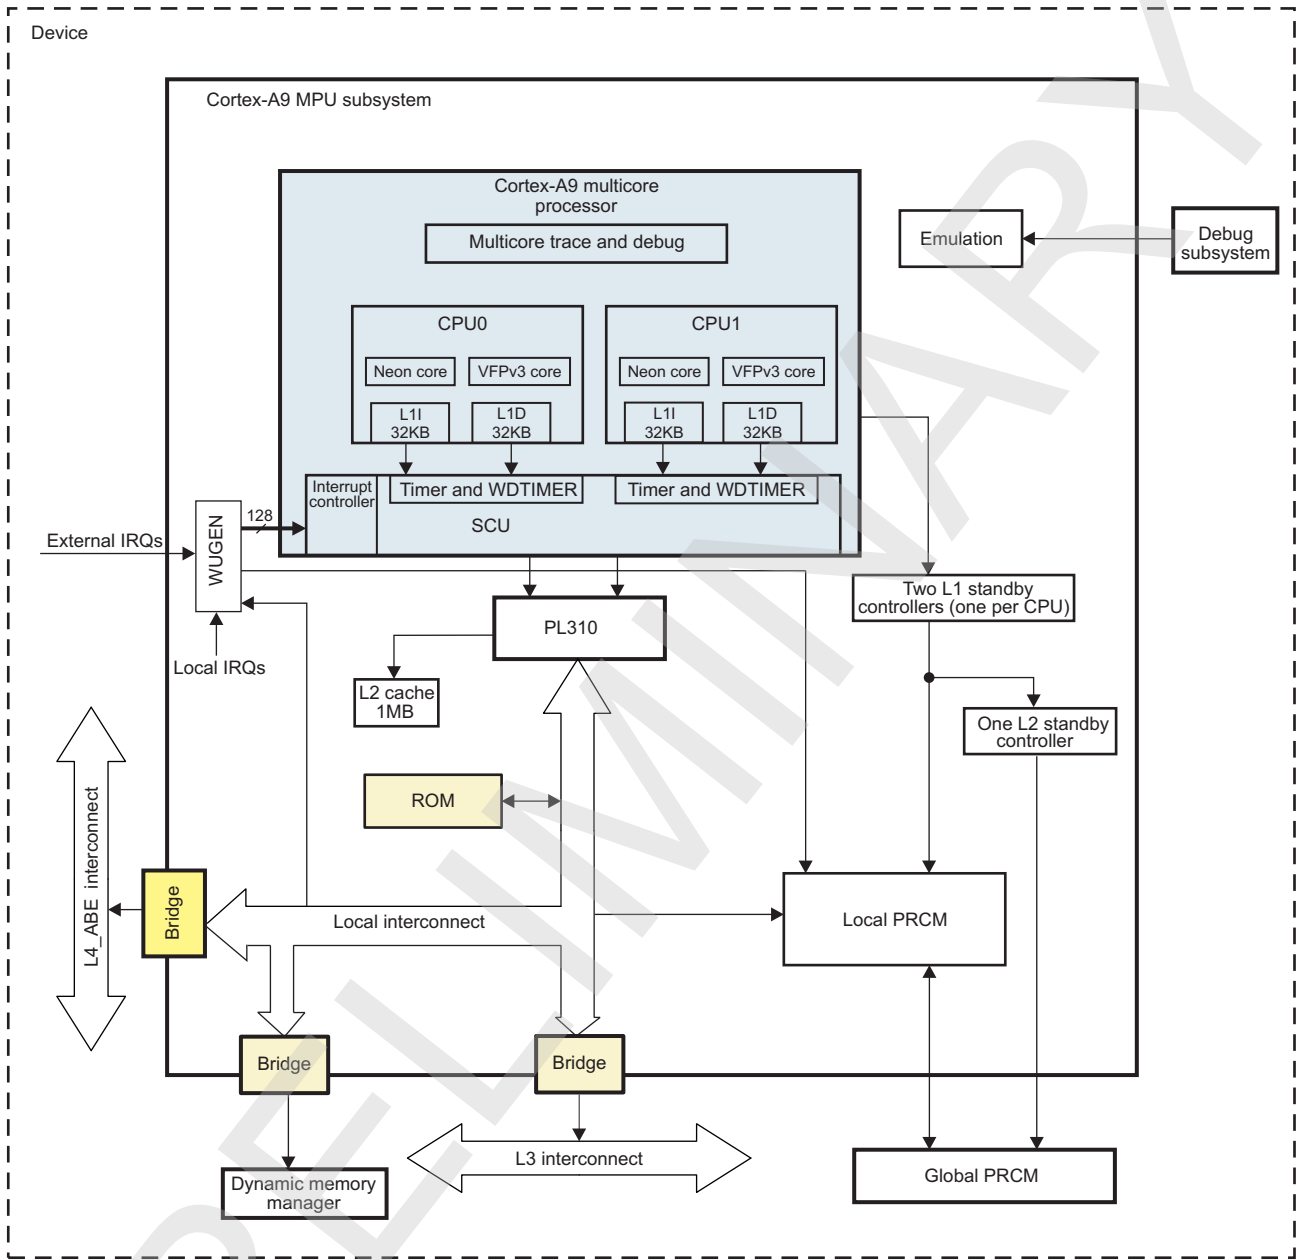 Device
Cortex-A9 MPU subsystem
Cortex-A9 multicore
processor
Multicore trace and debug
Emulation
Debug
subsystem
CPU0
CPU1
Neon core
VFPv3 core
Neon core
VFPv3 core
L1I
32KB
L1D
32KB
L1I
32KB
L1D
32KB
Interrupt
controller
Timer and WDTIMER
Timer and WDTIMER
SCU
128
External IRQs
WUGEN
Local IRQs
Two L1 standby
controllers (one per CPU)
PL310
L2 cache
1MB
One L2 standby
controller
ROM
L4_ABE interconnect
Bridge
Local interconnect
Local PRCM
Bridge
Bridge
L3 interconnect
Dynamic memory
manager
Global PRCM
PRELIMINARY